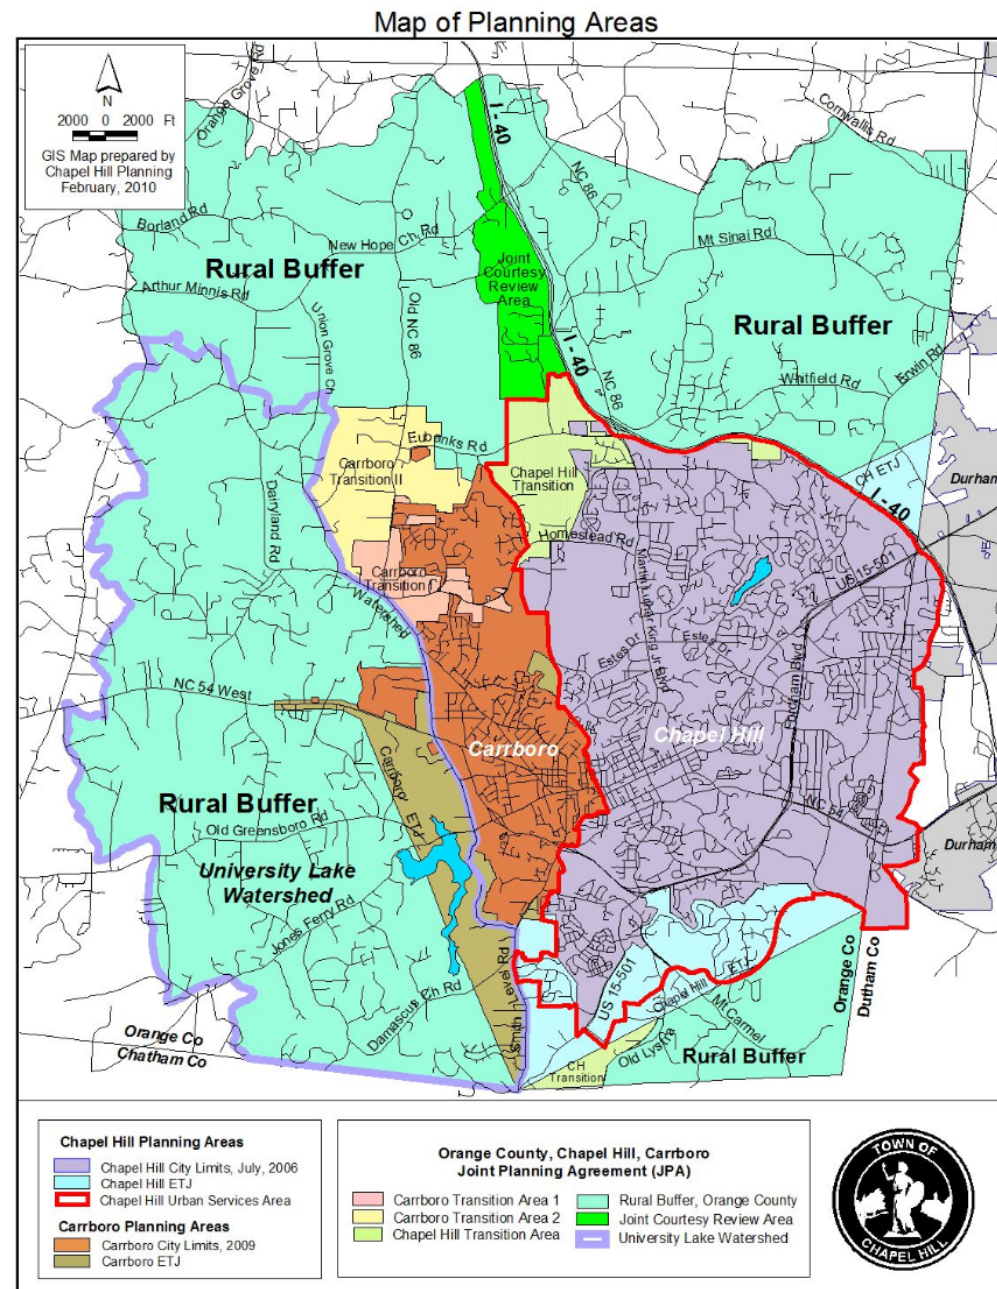 Map of Planning Areas
N
2000 0 2000 Ft
GIS Map prepared by
Chapel Hill Planning
February, 2010
Orange Grove Rd
I - 40
Cornwallis Rd
NC 86
Borland Rd
New Hope Ch Rd
Mt Sinai Rd
Rural Buffer
Joint
Courtesy
Review
Area
Arthur Minnis Rd
Union Grove Ch
Old NC 86
Rural Buffer
I - 40
Erwin Rd
NC 86
Whitfield Rd
Eubanks Rd
Carrboro
Transition II
Chapel Hill
Transition
CH ETJ
I - 40
Durham
Dairyland Rd
Homestead Rd
Martin Luther King Jr Blvd
US 15-501
Carrboro
Transition I
Watershed
Estes Dr
Estes Dr
Fordham Blvd
NC 54 West
Carrboro
Chapel Hill
Carrboro ETJ
Rural Buffer
NC 54
Old Greensboro Rd
Durham
University Lake
Watershed
Jones Ferry Rd
Smith Level Rd
Damascus Ch Rd
US 15-501
Chapel Hill ETJ
Mt Carmel
Orange Co
Durham Co
Orange Co
Chatham Co
Old Lystra
Rural Buffer
CH
Transition
Chapel Hill Planning Areas
Chapel Hill City Limits, July, 2006
Chapel Hill ETJ
Chapel Hill Urban Services Area
Carrboro Planning Areas
Carrboro City Limits, 2009
Carrboro ETJ
Orange County, Chapel Hill, Carrboro
Joint Planning Agreement (JPA)
Carrboro Transition Area 1
Carrboro Transition Area 2
Chapel Hill Transition Area
Rural Buffer, Orange County
Joint Courtesy Review Area
University Lake Watershed
TOWN OF
CHAPEL HILL